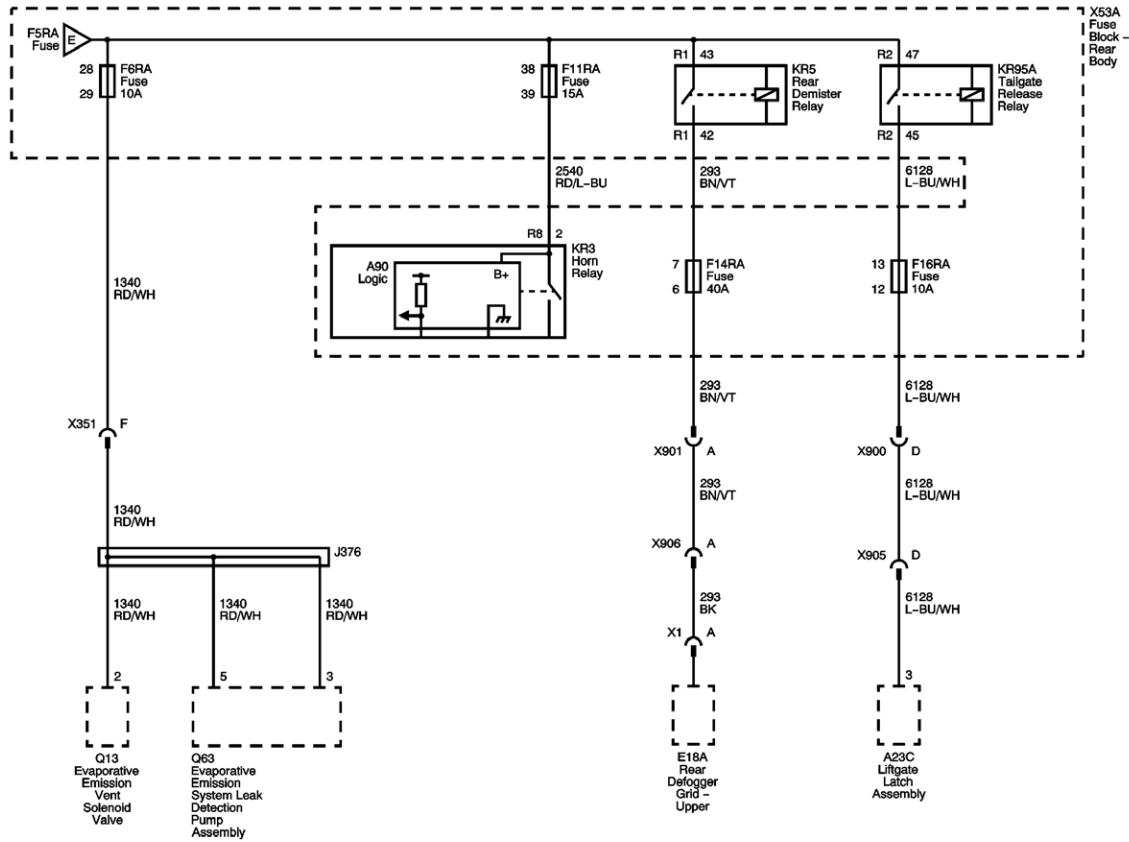 X53A
Fuse
Block –
Rear
Body
F5RA
Fuse
E
28
29
F6RA
Fuse
10A
38
39
F11RA
Fuse
15A
R1 43
KR5
Rear
Demister
Relay
R1 42
R2 47
KR95A
Tailgate
Release
Relay
R2 45
2540
RD/L-BU
293
BN/VT
6128
L-BU/WH
R8 2
KR3
Horn
Relay
A90
Logic
B+
7
6
F14RA
Fuse
40A
13
12
F16RA
Fuse
10A
1340
RD/WH
293
BN/VT
6128
L-BU/WH
X351 F
X901 A
X900 D
1340
RD/WH
293
BN/VT
6128
L-BU/WH
J376
X906 A
X905 D
1340
RD/WH
1340
RD/WH
1340
RD/WH
293
BK
6128
L-BU/WH
X1 A
2
5
3
3
Q13
Evaporative
Emission
Vent
Solenoid
Valve
Q63
Evaporative
Emission
System Leak
Detection
Pump
Assembly
E18A
Rear
Defogger
Grid –
Upper
A23C
Liftgate
Latch
Assembly